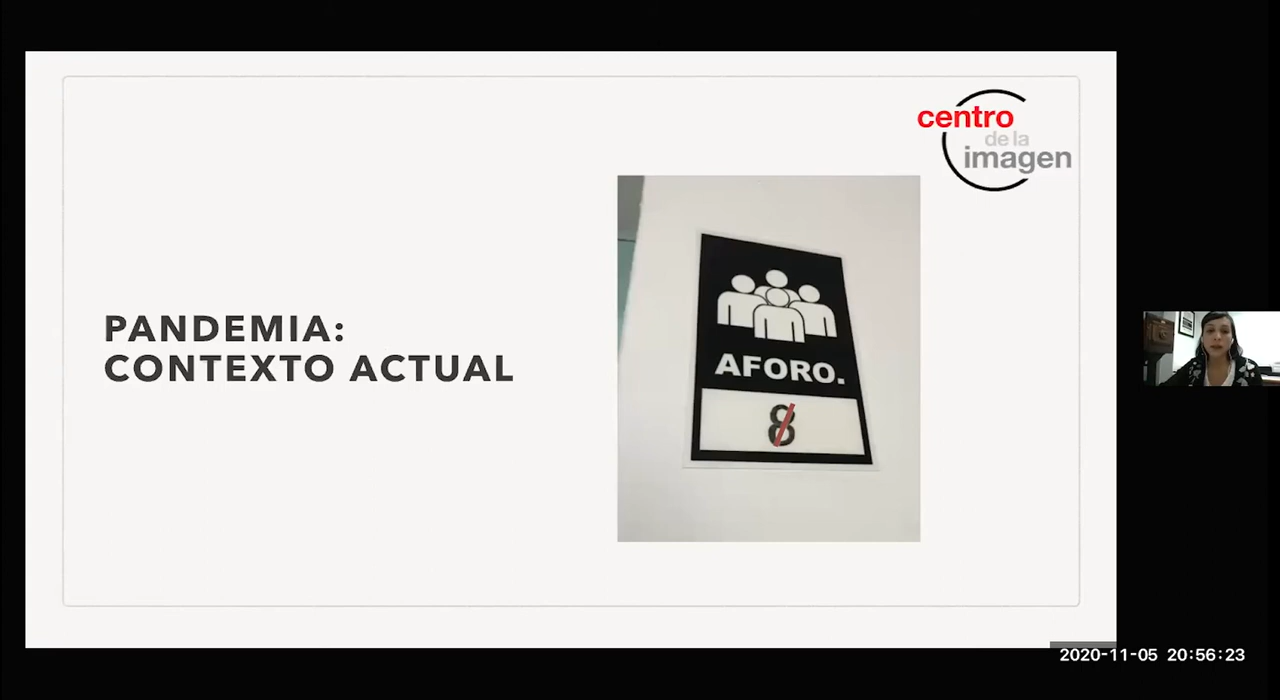 centro
de la
imagen
PANDEMIA:
CONTEXTO ACTUAL
AFORO.
8
2020-11-05 20:56:23